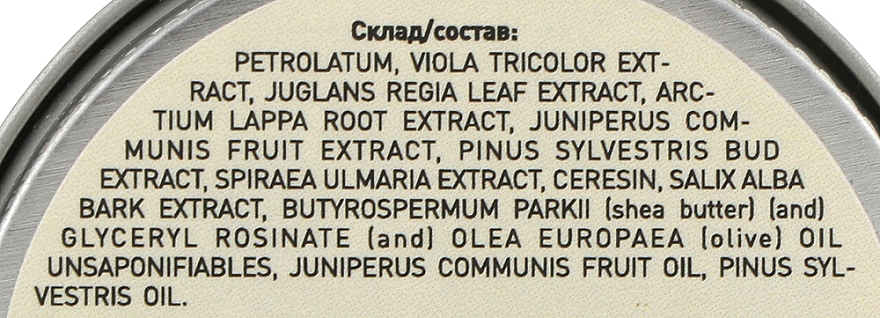 Склад/состав:
PETROLATUM, VIOLA TRICOLOR EXT-
RACT, JUGLANS REGIA LEAF EXTRACT, ARC-
TIUM LAPPA ROOT EXTRACT, JUNIPERUS COM-
MUNIS FRUIT EXTRACT, PINUS SYLVESTRIS BUD
EXTRACT, SPIRAEA ULMARIA EXTRACT, CERESIN, SALIX ALBA
BARK EXTRACT, BUTYROSPERMUM PARKII (shea butter) (and)
GLYCERYL ROSINATE (and) OLEA EUROPAEA (olive) OIL
UNSAPONIFIABLES, JUNIPERUS COMMUNIS FRUIT OIL, PINUS SYL-
VESTRIS OIL.